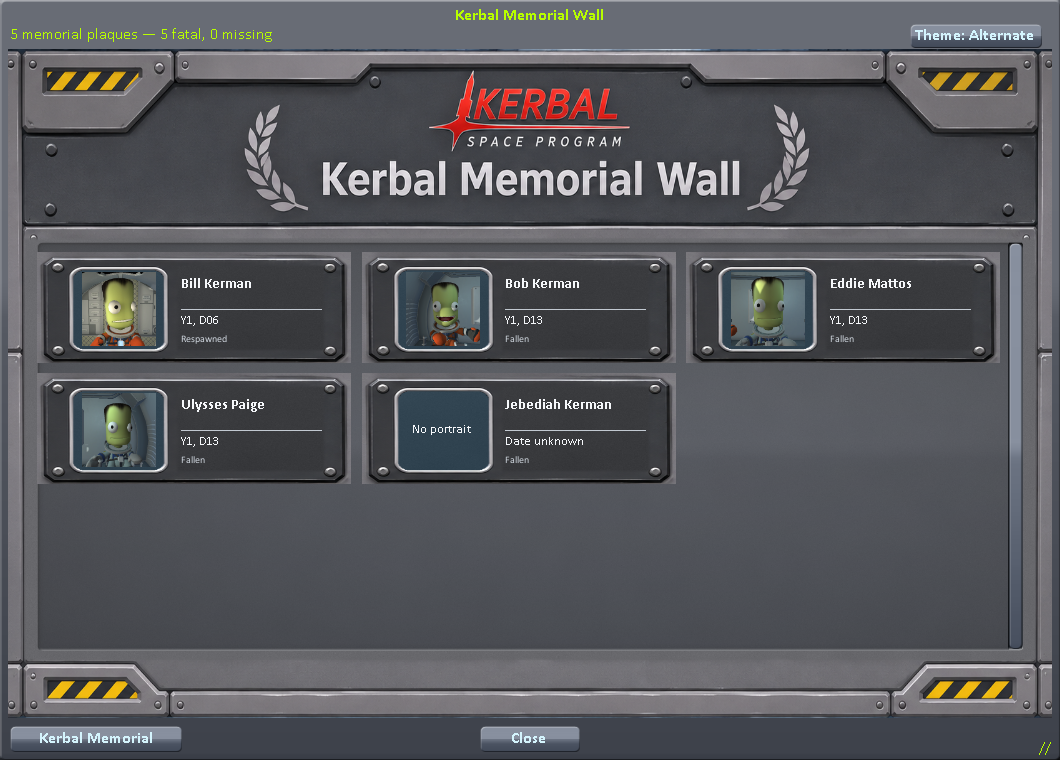 Kerbal Memorial Wall
5 memorial plaques — 5 fatal, 0 missing
Theme: Alternate
KERBAL
SPACE PROGRAM
Kerbal Memorial Wall
Bill Kerman
Y1, D06
Respawned
Bob Kerman
Y1, D13
Fallen
Eddie Mattos
Y1, D13
Fallen
Ulysses Paige
Y1, D13
Fallen
No portrait
Jebediah Kerman
Date unknown
Fallen
Kerbal Memorial
Close
//